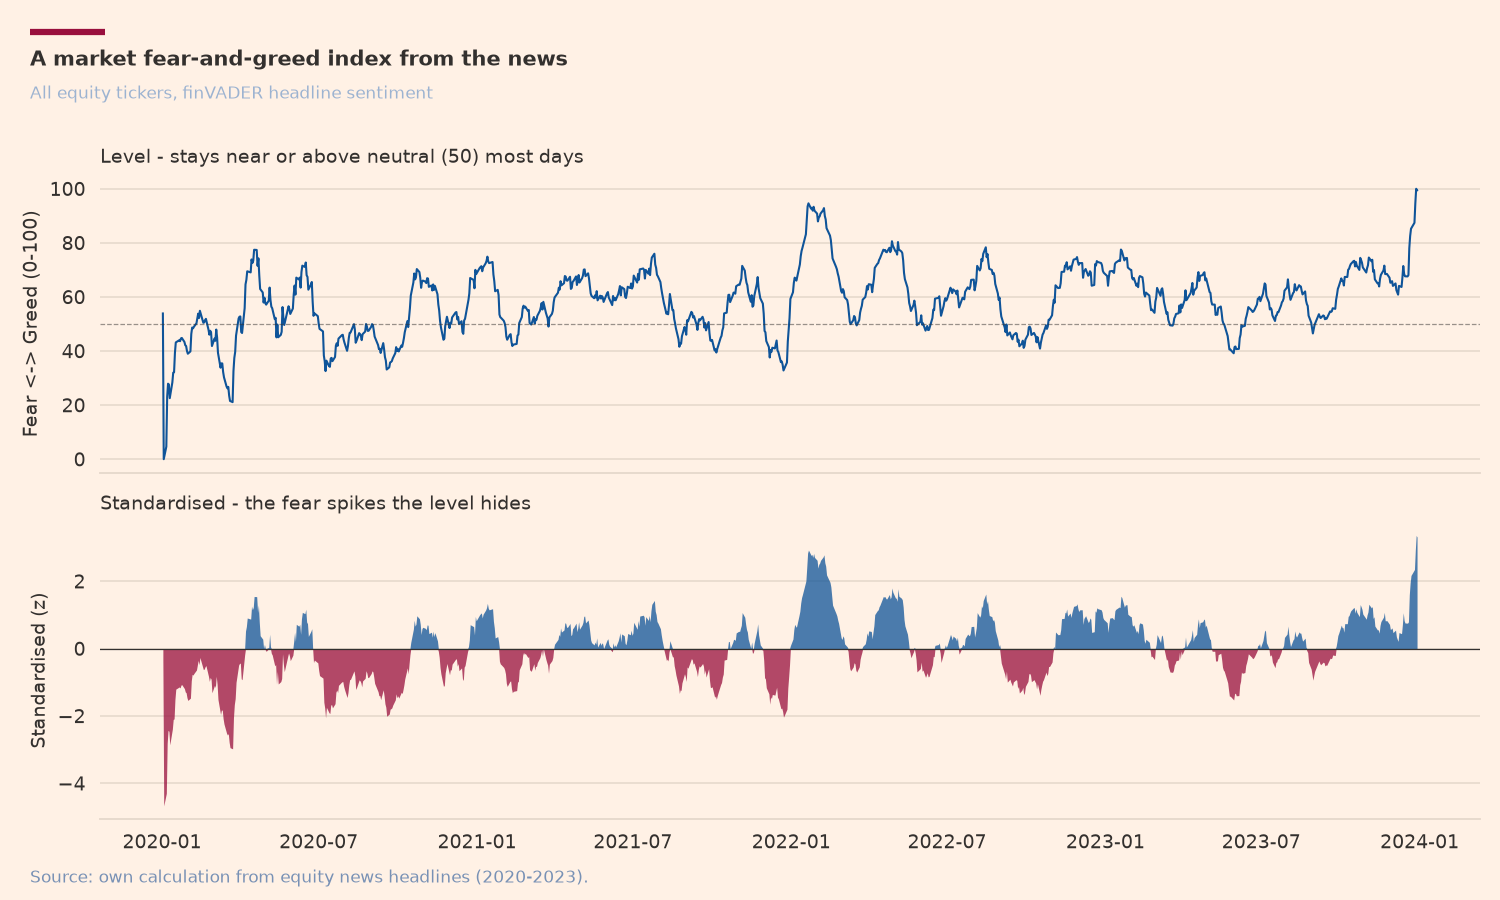 A market fear-and-greed index from the news
All equity tickers, finVADER headline sentiment
Level - stays near or above neutral (50) most days
Fear <-> Greed (0-100)
100
80
60
40
20
0
Standardised - the fear spikes the level hides
Standardised (z)
2
0
−2
−4
2020-01 2020-07 2021-01 2021-07 2022-01 2022-07 2023-01 2023-07 2024-01
Source: own calculation from equity news headlines (2020-2023).